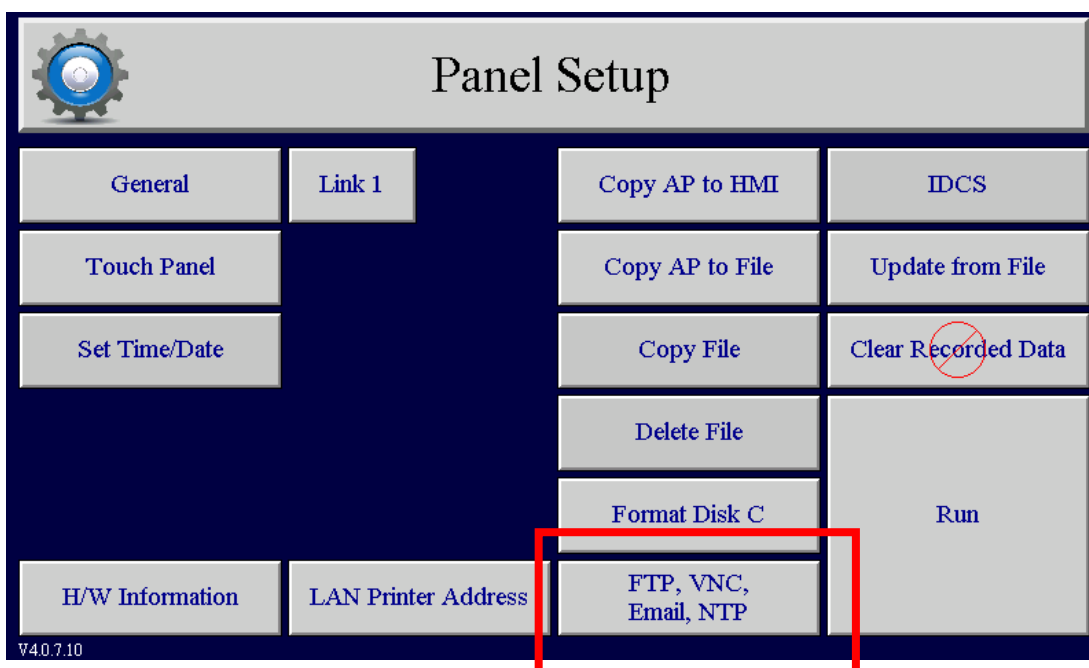 Panel Setup
General
Link 1
Copy AP to HMI
IDCS
Touch Panel
Copy AP to File
Update from File
Set Time/Date
Copy File
Clear Recorded Data
Delete File
Format Disk C
Run
H/W Information
LAN Printer Address
FTP, VNC,
Email, NTP
V4.0.7.10